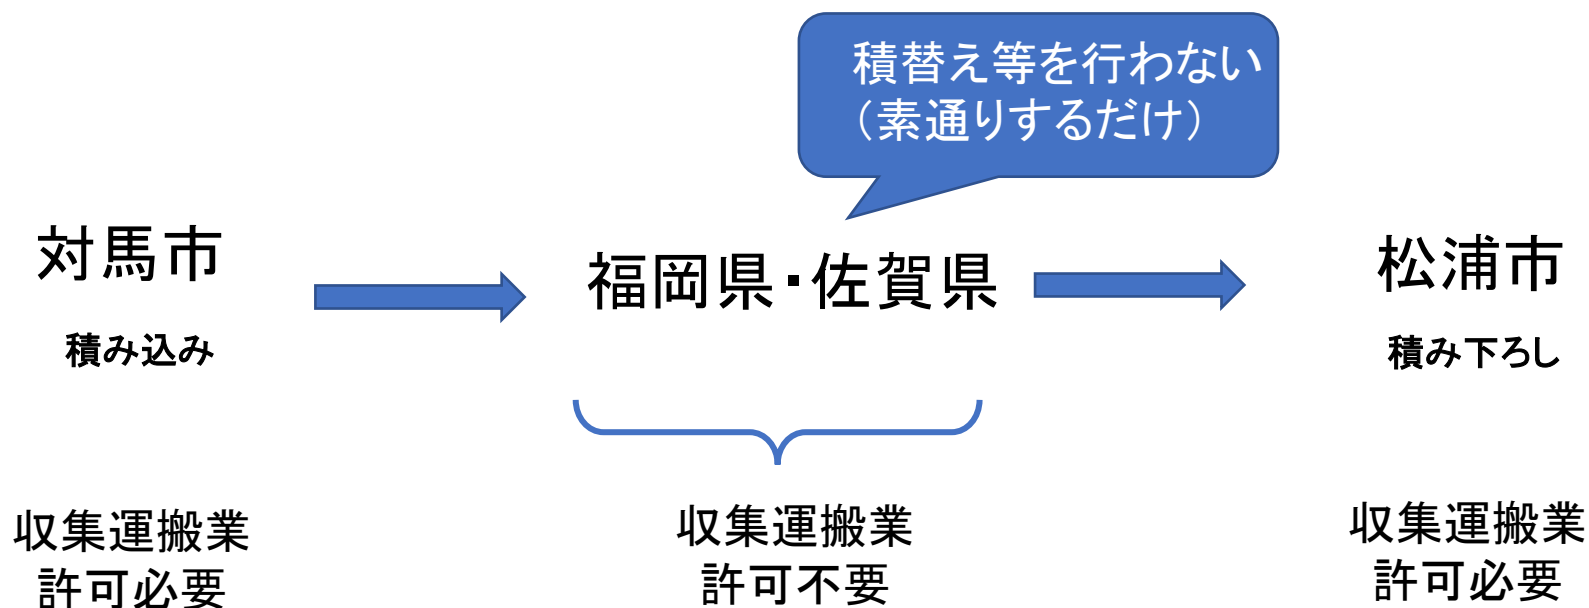 積替え等を行わない
（素通りするだけ）
対馬市
積み込み
福岡県・佐賀県
松浦市
積み下ろし
収集運搬業
許可必要
収集運搬業
許可不要
収集運搬業
許可必要